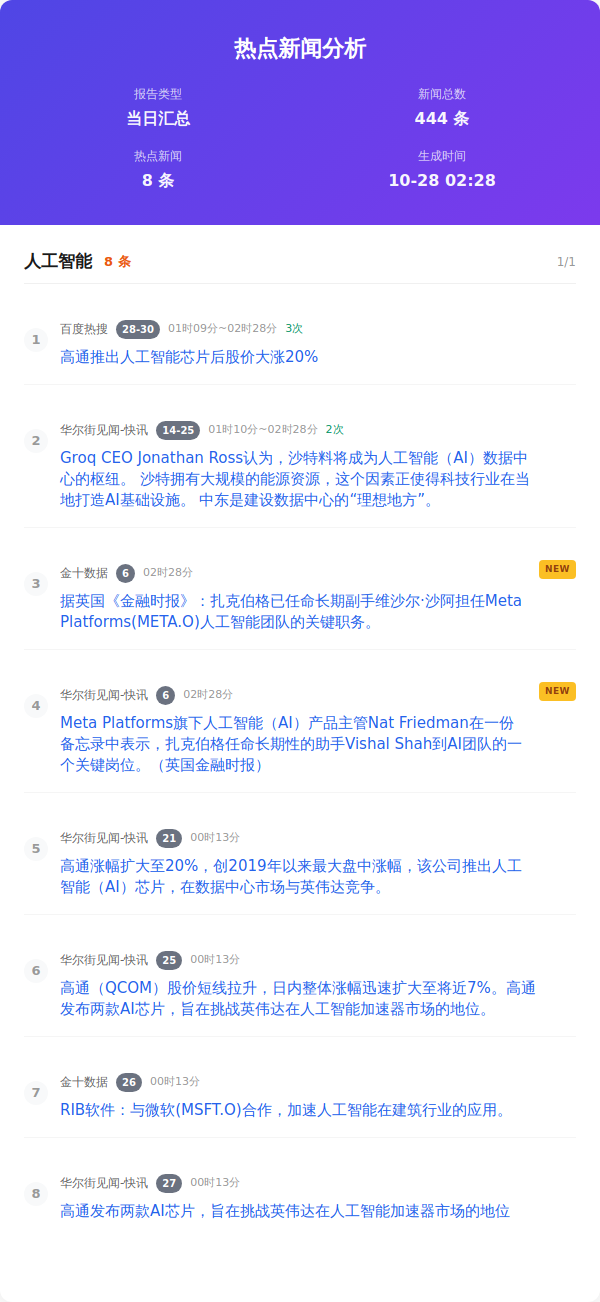 热点新闻分析
报告类型
新闻总数
当日汇总
444 条
热点新闻
生成时间
8 条
10-28 02:28
人工智能 8 条 1/1
1
百度热搜 28-30 01时09分~02时28分 3次
高通推出人工智能芯片后股价大涨20%
2
华尔街见闻-快讯 14-25 01时10分~02时28分 2次
Groq CEO Jonathan Ross认为，沙特料将成为人工智能（AI）数据中
心的枢纽。 沙特拥有大规模的能源资源，这个因素正使得科技行业在当
地打造AI基础设施。 中东是建设数据中心的“理想地方”。
3
金十数据 6 02时28分 NEW
据英国《金融时报》：扎克伯格已任命长期副手维沙尔·沙阿担任Meta
Platforms(META.O)人工智能团队的关键职务。
4
华尔街见闻-快讯 6 02时28分 NEW
Meta Platforms旗下人工智能（AI）产品主管Nat Friedman在一份
备忘录中表示，扎克伯格任命长期性的助手Vishal Shah到AI团队的一
个关键岗位。（英国金融时报）
5
华尔街见闻-快讯 21 00时13分
高通涨幅扩大至20%，创2019年以来最大盘中涨幅，该公司推出人工
智能（AI）芯片，在数据中心市场与英伟达竞争。
6
华尔街见闻-快讯 25 00时13分
高通（QCOM）股价短线拉升，日内整体涨幅迅速扩大至将近7%。高通
发布两款AI芯片，旨在挑战英伟达在人工智能加速器市场的地位。
7
金十数据 26 00时13分
RIB软件：与微软(MSFT.O)合作，加速人工智能在建筑行业的应用。
8
华尔街见闻-快讯 27 00时13分
高通发布两款AI芯片，旨在挑战英伟达在人工智能加速器市场的地位